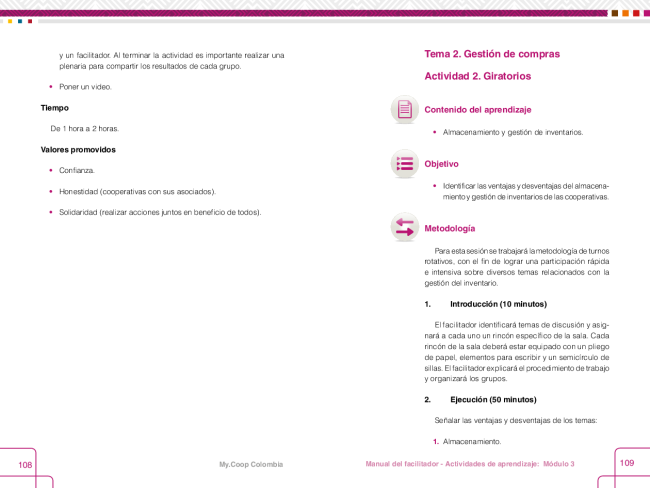 y un facilitador. Al terminar la actividad es importante realizar una
plenaria para compartir los resultados de cada grupo.
• Poner un video.
Tiempo
De 1 hora a 2 horas.
Valores promovidos
• Confianza.
• Honestidad (cooperativas con sus asociados).
• Solidaridad (realizar acciones juntos en beneficio de todos).
108
My.Coop Colombia
Tema 2. Gestión de compras
Actividad 2. Giratorios
Contenido del aprendizaje
• Almacenamiento y gestión de inventarios.
Objetivo
• Identificar las ventajas y desventajas del almacena-
miento y gestión de inventarios de las cooperativas.
Metodología
Para esta sesión se trabajará la metodología de turnos
rotativos, con el fin de lograr una participación rápida
e intensiva sobre diversos temas relacionados con la
gestión del inventario.
1. Introducción (10 minutos)
El facilitador identificará temas de discusión y asig-
nará a cada uno un rincón específico de la sala. Cada
rincón de la sala deberá estar equipado con un pliego
de papel, elementos para escribir y un semicírculo de
sillas. El facilitador explicará el procedimiento de trabajo
y organizará los grupos.
2. Ejecución (50 minutos)
Señalar las ventajas y desventajas de los temas:
1. Almacenamiento.
Manual del facilitador - Actividades de aprendizaje: Módulo 3
109